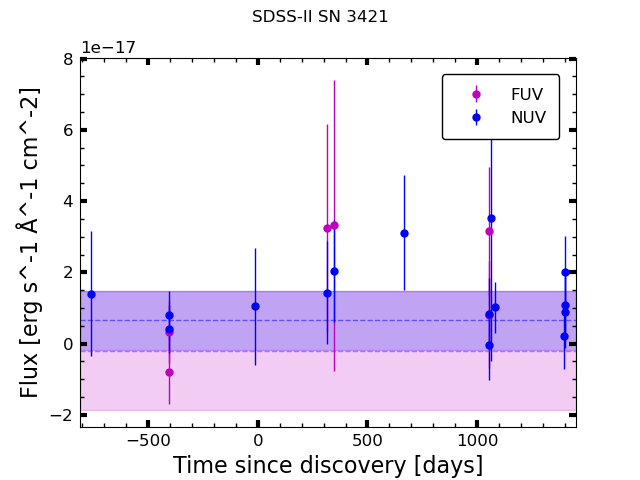 SDSS-II SN 3421
1e−17
8
6
4
2
0
−2
Flux [erg s^-1 Å^-1 cm^-2]
FUV
NUV
−500 0 500 1000
Time since discovery [days]